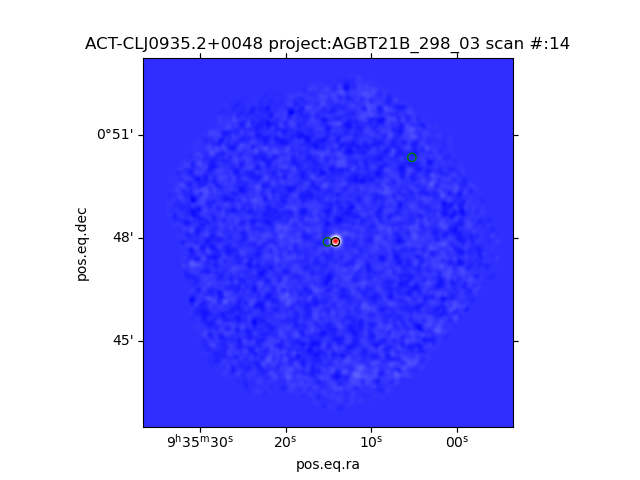 ACT-CLJ0935.2+0048 project:AGBT21B_298_03 scan #:14
0°51'
48'
45'
pos.eq.dec
9ʰ35ᵐ30ˢ 20ˢ 10ˢ 00ˢ
pos.eq.ra